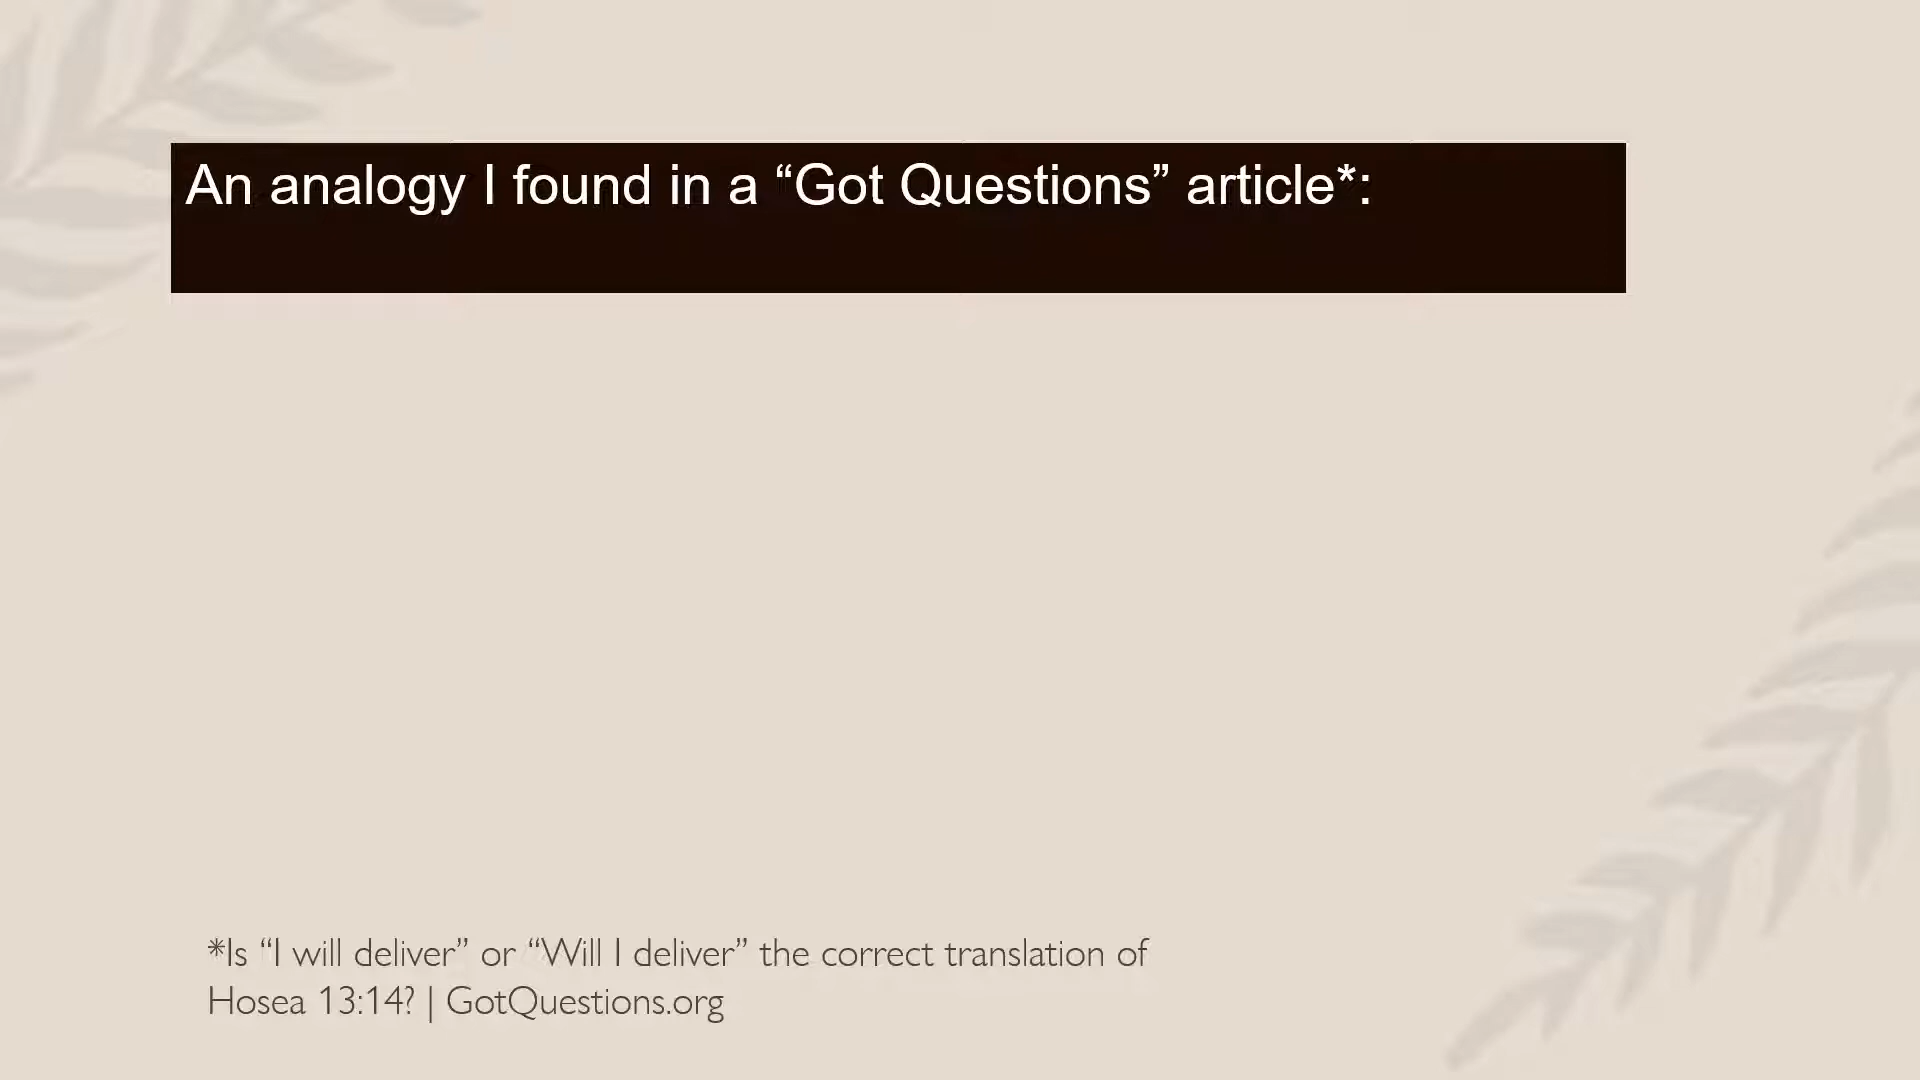 An analogy I found in a “Got Questions” article*:
*Is “I will deliver” or “Will I deliver” the correct translation of
Hosea 13:14? | GotQuestions.org